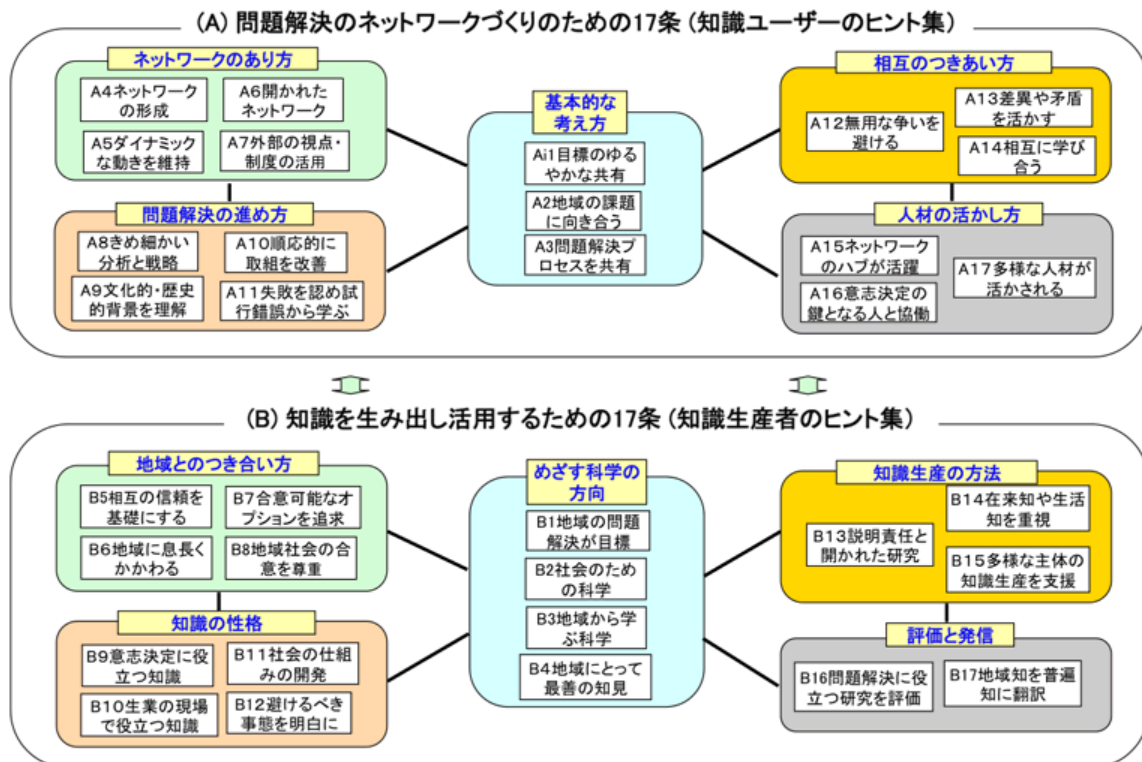 (A) 問題解決のネットワークづくりのための17条 (知識ユーザーのヒント集)
ネットワークのあり方
A4ネットワーク
の形成
A6開かれた
ネットワーク
A5ダイナミック
な動きを維持
A7外部の視点・
制度の活用
問題解決の進め方
A8きめ細かい
分析と戦略
A10順応的に
取組を改善
A9文化的・歴史
的背景を理解
A11失敗を認め試
行錯誤から学ぶ
基本的な
考え方
Ai1目標のゆる
やかな共有
A2地域の課題
に向き合う
A3問題解決プ
ロセスを共有
相互のつきあい方
A12無用な争いを
避ける
A13差異や矛盾
を活かす
A14相互に学び
合う
人材の活かし方
A15ネットワーク
のハブが活躍
A16意志決定の
鍵となる人と協働
A17多様な人材が
活かされる
(B) 知識を生み出し活用するための17条 (知識生産者のヒント集)
地域とのつき合い方
B5相互の信頼を
基礎にする
B7合意可能なオ
プションを追求
B6地域に息長く
かかわる
B8地域社会の合
意を尊重
知識の性格
B9意志決定に役
立つ知識
B11社会の仕組
みの開発
B10生業の現場
で役立つ知識
B12避けるべき
事態を明白に
めざす科学の
方向
B1地域の問題
解決が目標
B2社会のため
の科学
B3地域から学
ぶ科学
B4地域にとって
最善の知見
知識生産の方法
B13説明責任と
開かれた研究
B14在来知や生活
知を重視
B15多様な主体の
知識生産を支援
評価と発信
B16問題解決に役
立つ研究を評価
B17地域知を普遍
知に翻訳